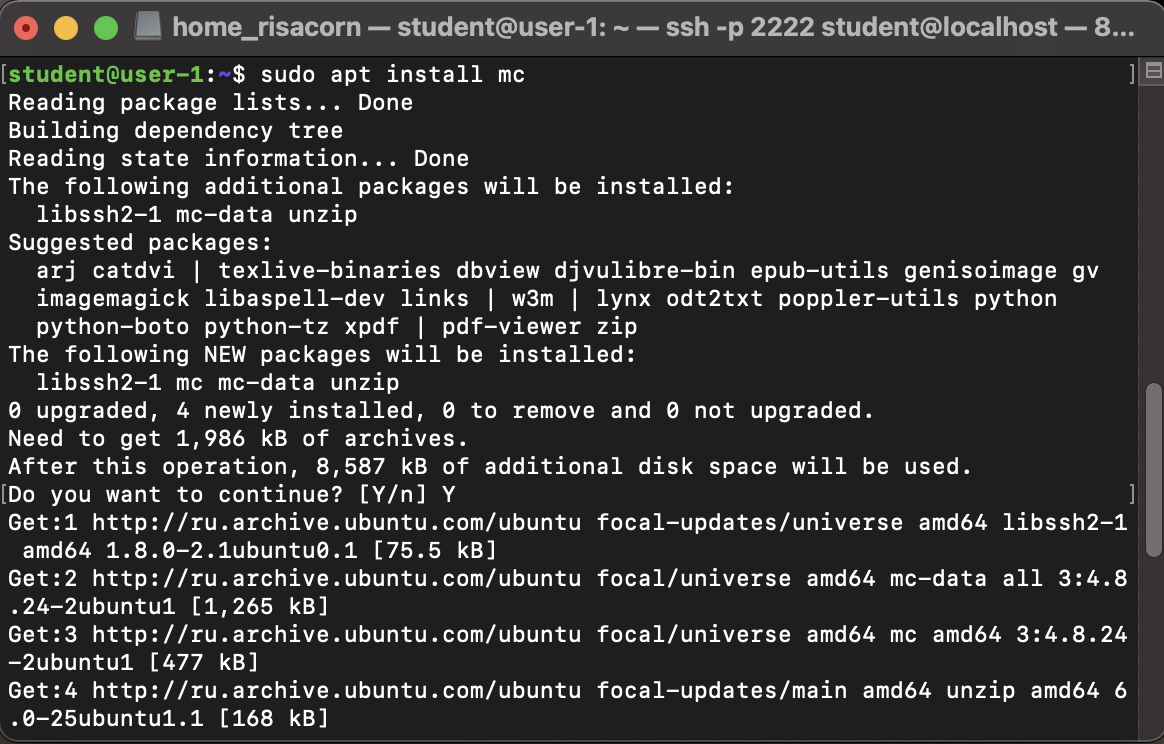 home_risacorn — student@user-1: ~ — ssh -p 2222 student@localhost — 8...
[student@user-1:~$ sudo apt install mc ]
Reading package lists... Done
Building dependency tree
Reading state information... Done
The following additional packages will be installed:
  libssh2-1 mc-data unzip
Suggested packages:
  arj catdvi | texlive-binaries dbview djvulibre-bin epub-utils genisoimage gv
  imagemagick libaspell-dev links | w3m | lynx odt2txt poppler-utils python
  python-boto python-tz xpdf | pdf-viewer zip
The following NEW packages will be installed:
  libssh2-1 mc mc-data unzip
0 upgraded, 4 newly installed, 0 to remove and 0 not upgraded.
Need to get 1,986 kB of archives.
After this operation, 8,587 kB of additional disk space will be used.
[Do you want to continue? [Y/n] Y ]
Get:1 http://ru.archive.ubuntu.com/ubuntu focal-updates/universe amd64 libssh2-1
 amd64 1.8.0-2.1ubuntu0.1 [75.5 kB]
Get:2 http://ru.archive.ubuntu.com/ubuntu focal/universe amd64 mc-data all 3:4.8
.24-2ubuntu1 [1,265 kB]
Get:3 http://ru.archive.ubuntu.com/ubuntu focal/universe amd64 mc amd64 3:4.8.24
-2ubuntu1 [477 kB]
Get:4 http://ru.archive.ubuntu.com/ubuntu focal-updates/main amd64 unzip amd64 6
.0-25ubuntu1.1 [168 kB]